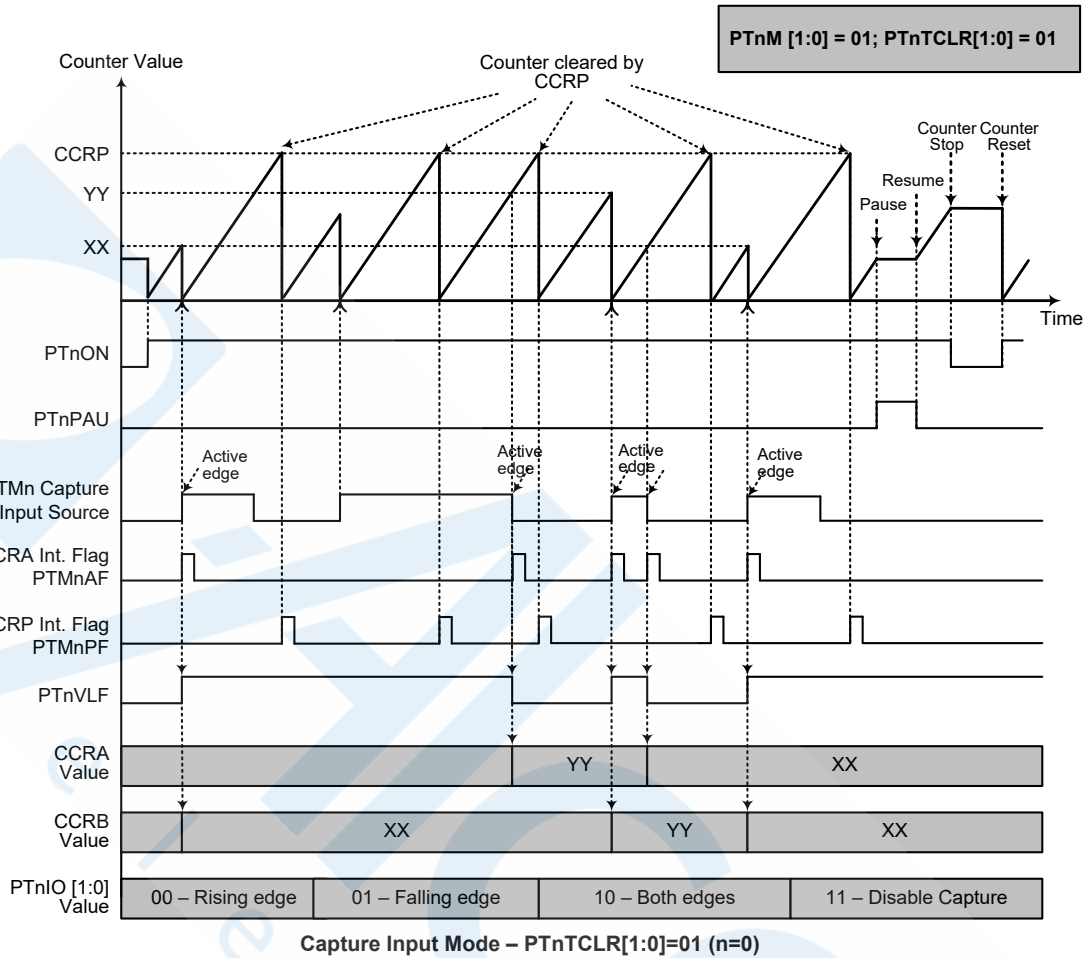 PTnM [1:0] = 01; PTnTCLR[1:0] = 01
Counter Value
Counter cleared by
CCRP
Counter Stop
Counter Reset
CCRP
YY
Resume
Pause
XX
Time
PTnON
PTnPAU
Active edge
Active edge
Active edge
Active edge
TMn Capture
Input Source
CRA Int. Flag
PTMnAF
CRP Int. Flag
PTMnPF
PTnVLF
CCRA
Value
YY
XX
CCRB
Value
XX
YY
XX
PTnIO [1:0]
Value
00 – Rising edge
01 – Falling edge
10 – Both edges
11 – Disable Capture
Capture Input Mode – PTnTCLR[1:0]=01 (n=0)